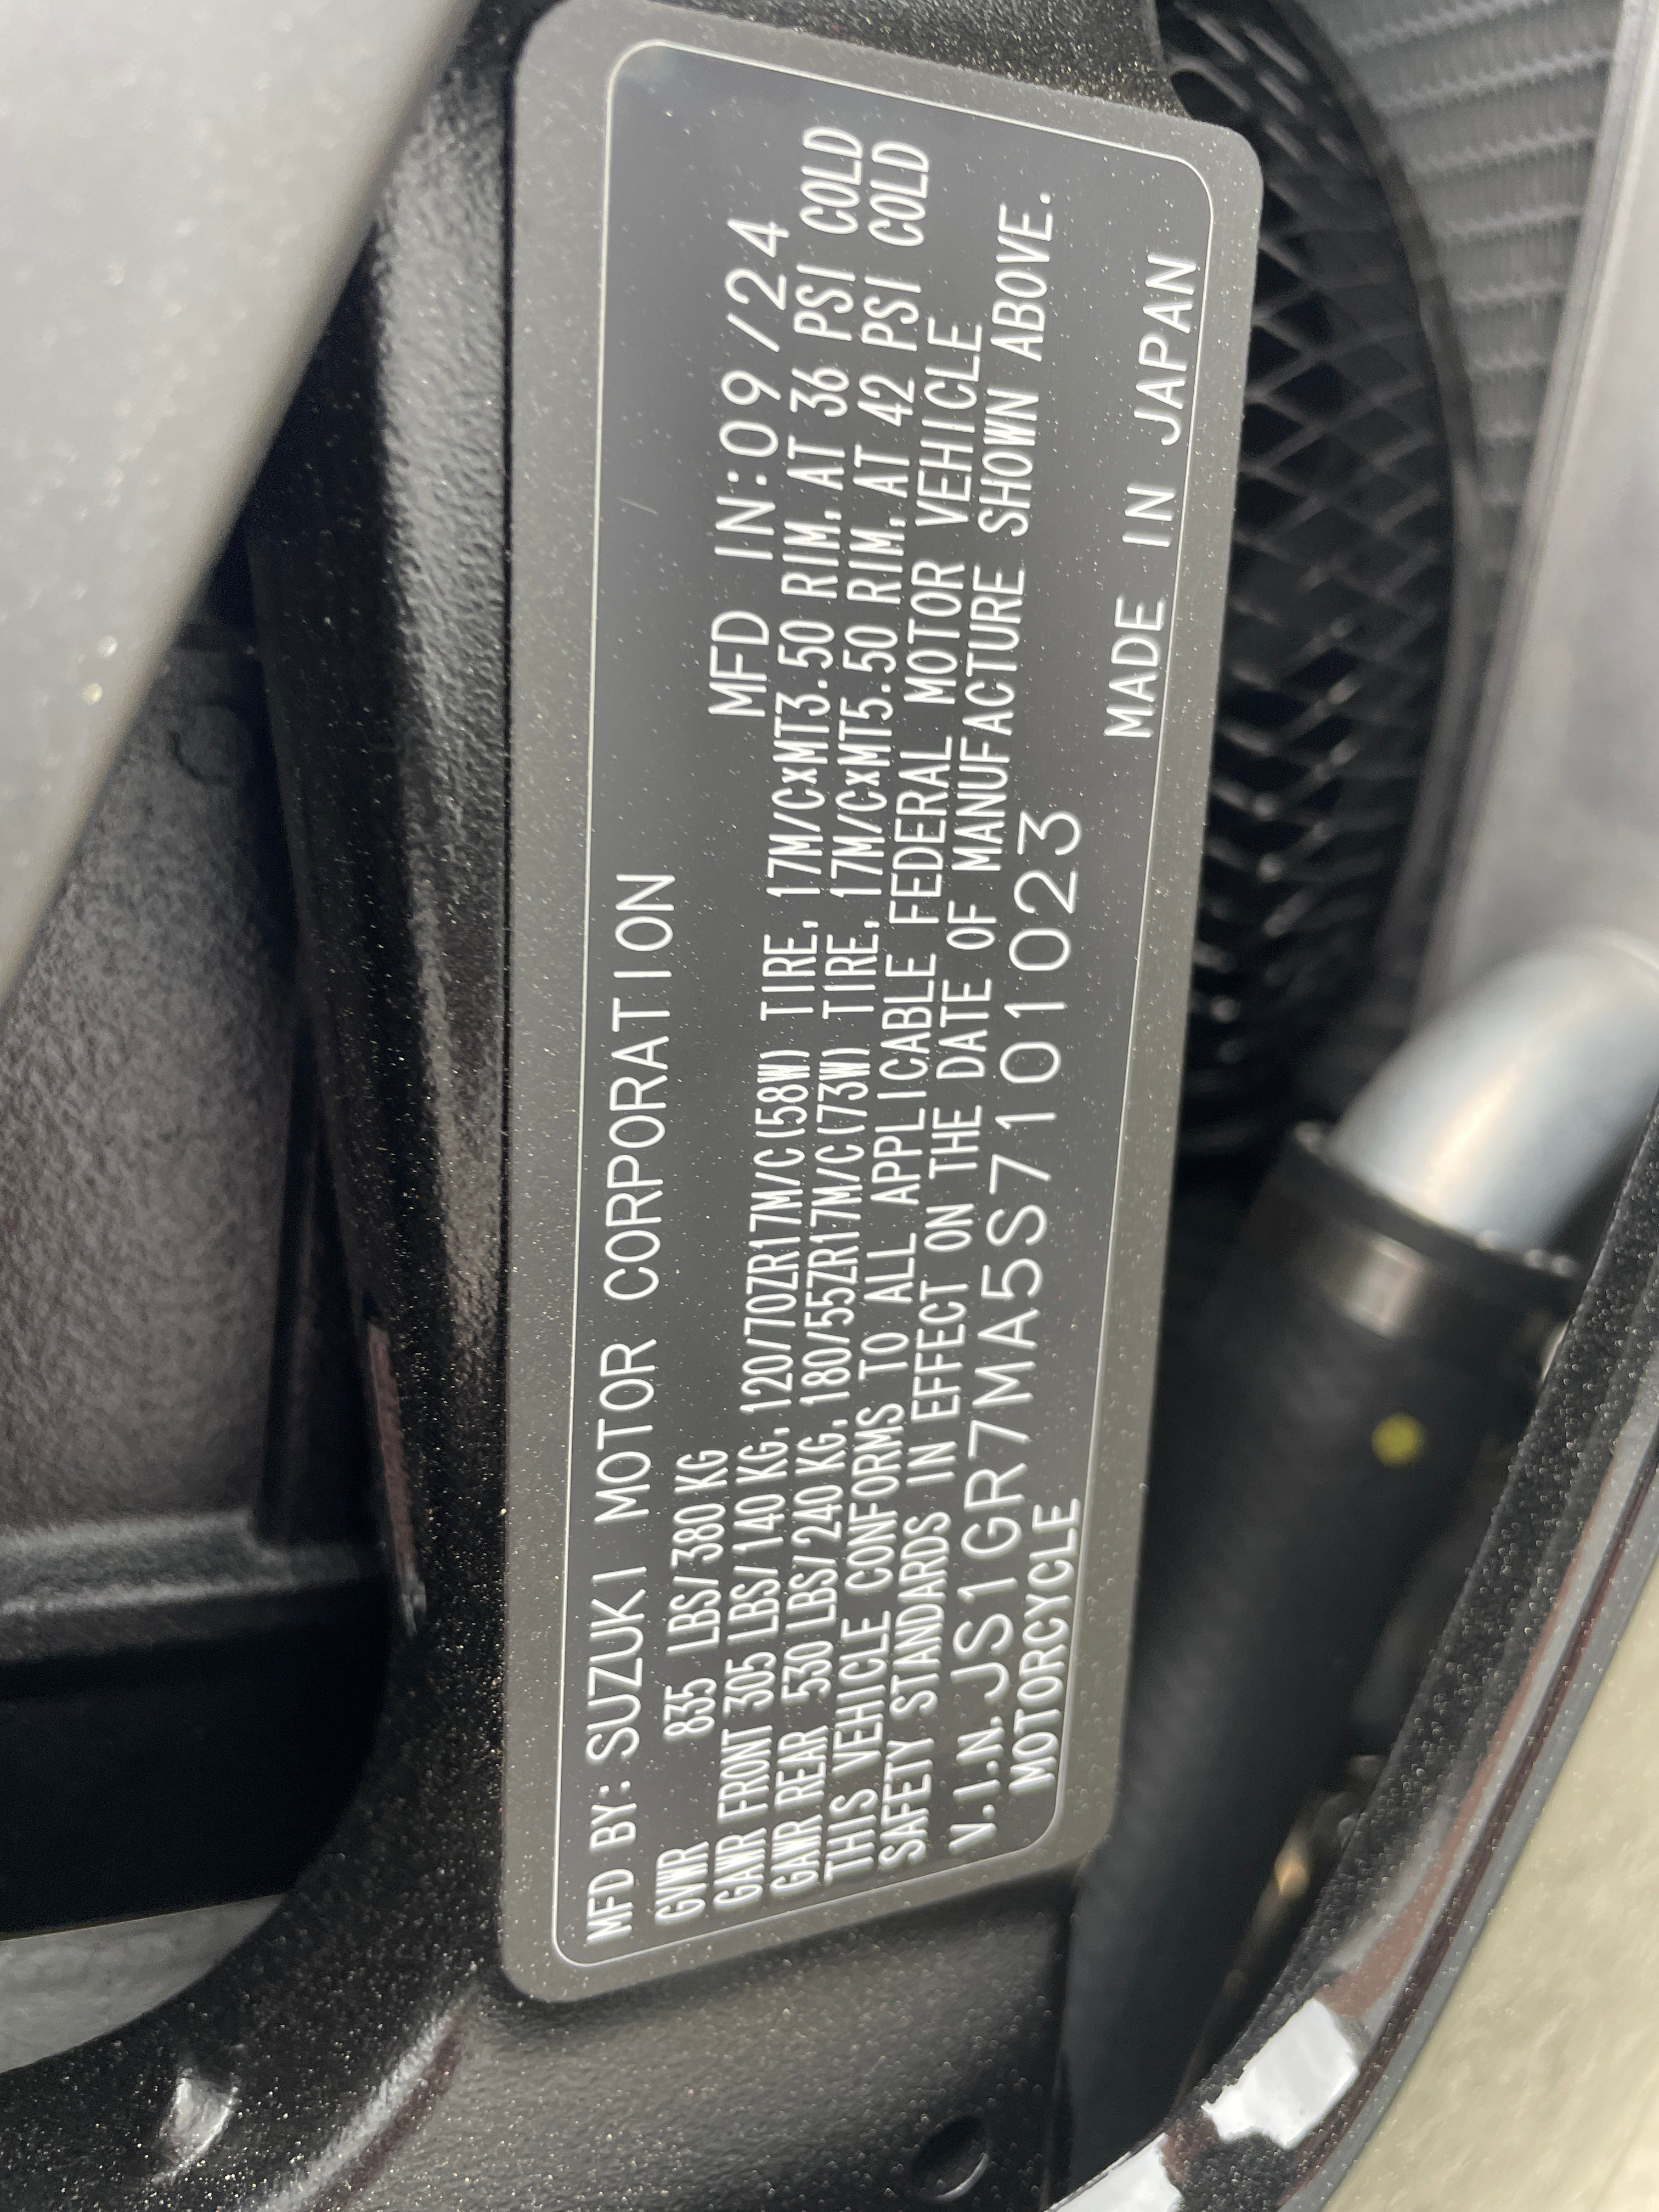 MFD BY: SUZUKI MOTOR CORPORATION
MFD IN:09/24
GVWR 835 LBS/380 KG
GAWR FRONT 305 LBS/140 KG, 120/70ZR17M/C(58W) TIRE, 17M/CxMT3.50 RIM, AT 36 PSI COLD
GAWR REAR 530 LBS/240 KG, 180/55ZR17M/C(73W) TIRE, 17M/CxMT5.50 RIM, AT 42 PSI COLD
THIS VEHICLE CONFORMS TO ALL APPLICABLE FEDERAL MOTOR VEHICLE
SAFETY STANDARDS IN EFFECT ON THE DATE OF MANUFACTURE SHOWN ABOVE.
V.I.N. JS1GR7MA5S7101023
MOTORCYCLE
MADE IN JAPAN